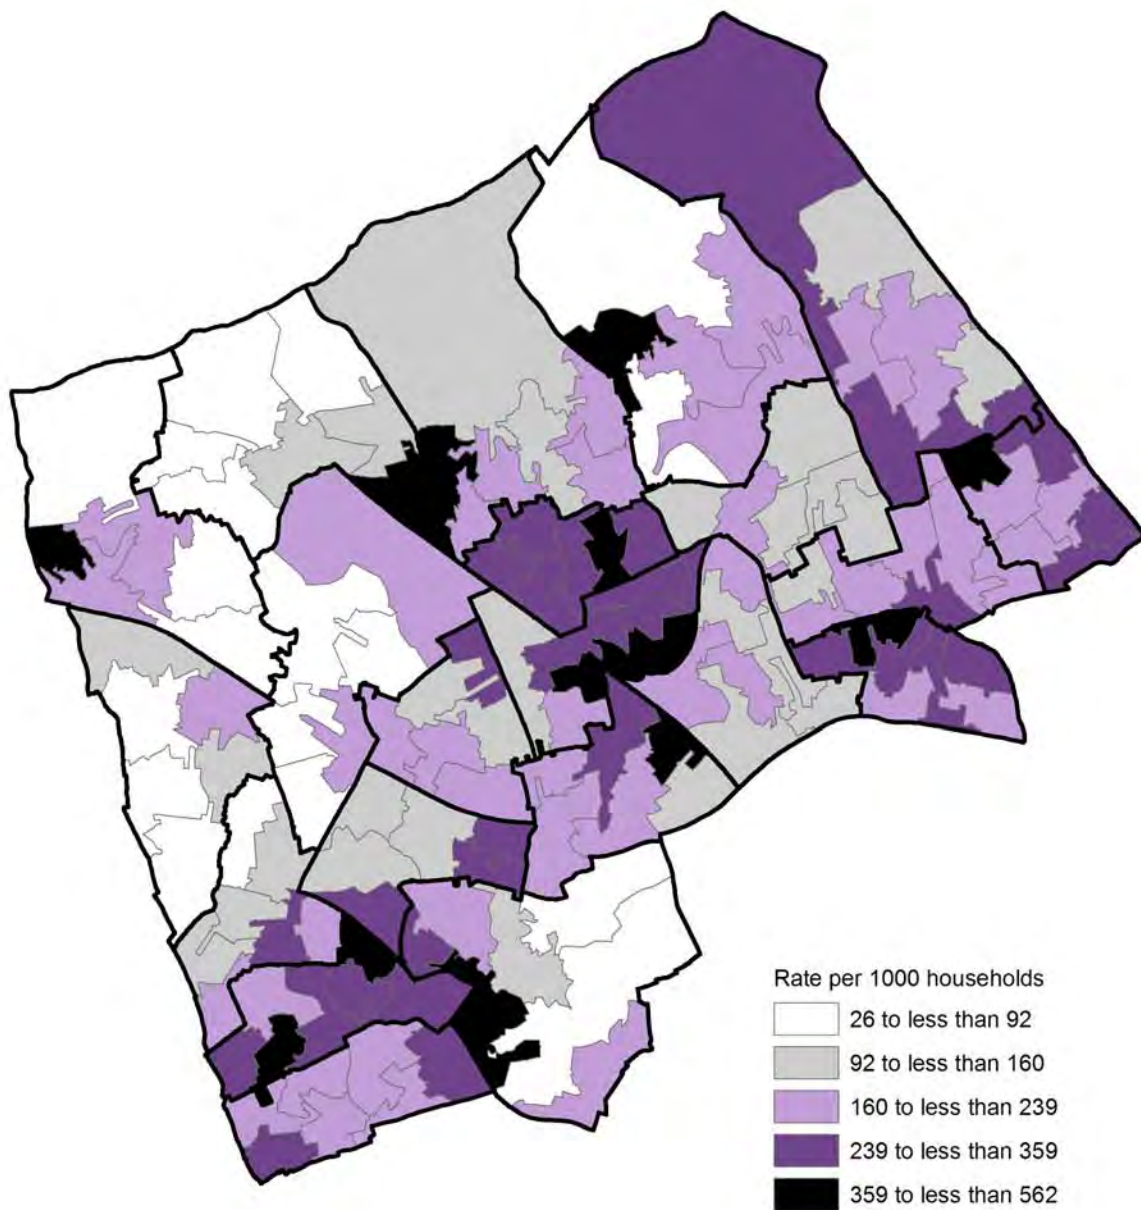 Rate per 1000 households
26 to less than 92
92 to less than 160
160 to less than 239
239 to less than 359
359 to less than 562